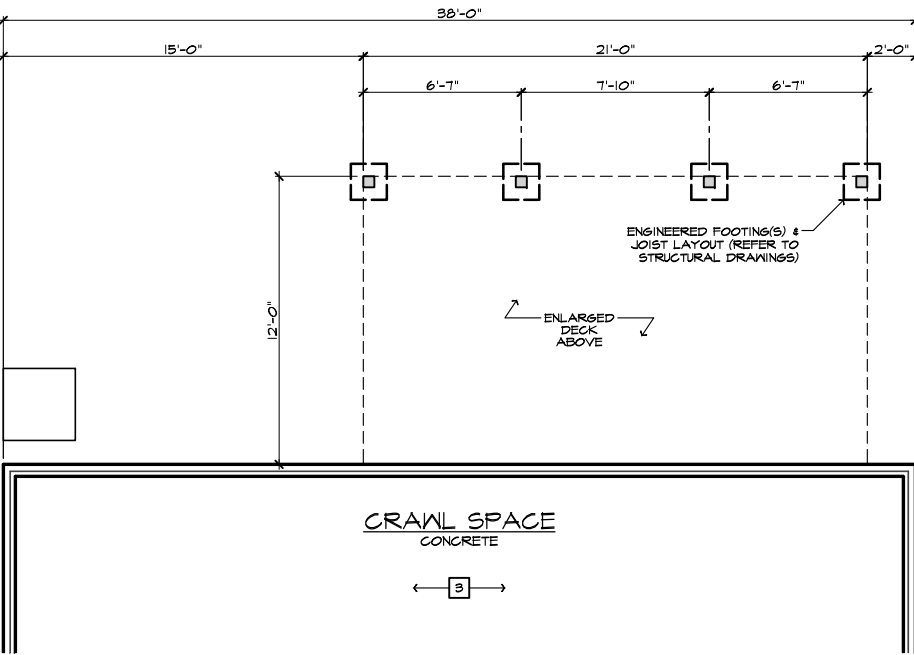 38'-0"
15'-0"
21'-0"
2'-0"
6'-7"
7'-10"
6'-7"
ENGINEERED FOOTING(S) &
JOIST LAYOUT (REFER TO
STRUCTURAL DRAWINGS)
12'-0"
ENLARGED
DECK
ABOVE
CRAWL SPACE
CONCRETE
3